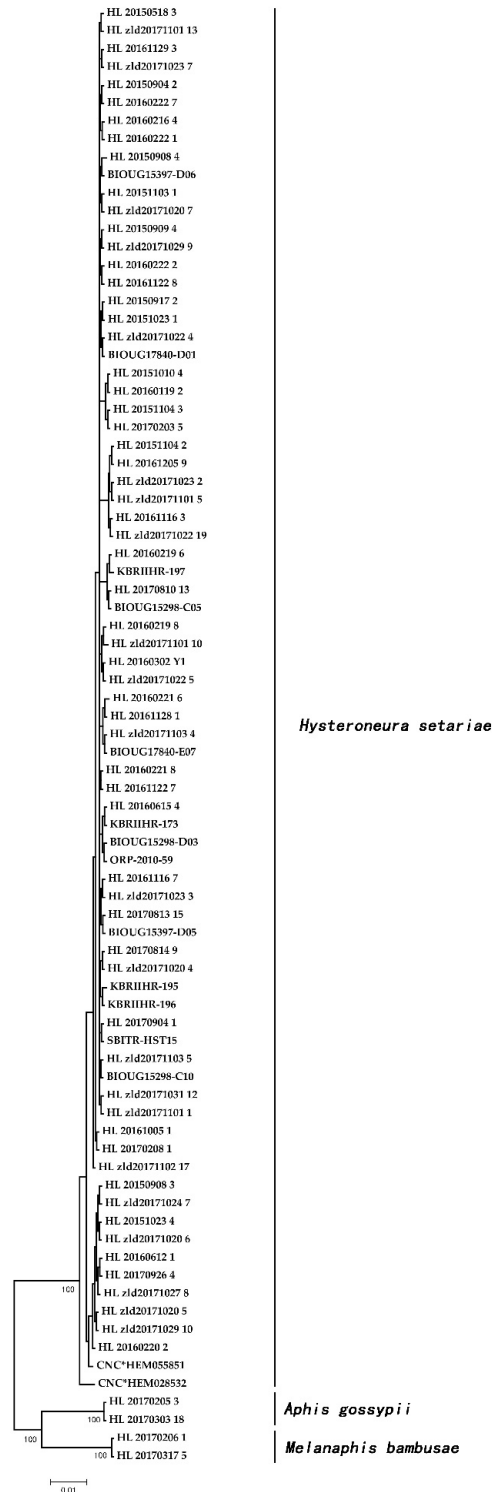 HL 20150518 3
HL zld20171101 13
HL 20161129 3
HL zld20171023 7
HL 20150904 2
HL 20160222 7
HL 20160216 4
HL 20160222 1
HL 20150908 4
BIOUG15397-D06
HL 20151103 1
HL zld20171020 7
HL 20150909 4
HL zld20171029 9
HL 20160222 2
HL 20161122 8
HL 20150917 2
HL 20151023 1
HL zld20171022 4
BIOUG17840-D01
HL 20151010 4
HL 20160119 2
HL 20151104 3
HL 20170203 5
HL 20151104 2
HL 20161205 9
HL zld20171023 2
HL zld20171101 5
HL 20161116 3
HL zld20171022 19
HL 20160219 6
KBRIIHR-197
HL 20170810 13
BIOUG15298-C05
HL 20160219 8
HL zld20171101 10
HL 20160302 Y1
HL zld20171022 5
HL 20160221 6
HL 20161128 1
HL zld20171103 4
BIOUG17840-E07
HL 20160221 8
HL 20161122 7
HL 20160615 4
KBRIIHR-173
BIOUG15298-D03
ORP-2010-59
HL 20161116 7
HL zld20171023 3
HL 20170813 15
BIOUG15397-D05
HL 20170814 9
HL zld20171020 4
KBRIIHR-195
KBRIIHR-196
HL 20170904 1
SBITR-HST15
HL zld20171103 5
BIOUG15298-C10
HL zld20171031 12
HL zld20171101 1
HL 20161005 1
HL 20170208 1
HL zld20171102 17
HL 20150908 3
HL zld20171024 7
HL 20151023 4
HL zld20171020 6
HL 20160612 1
HL 20170926 4
HL zld20171027 8
HL zld20171020 5
HL zld20171029 10
HL 20160220 2
CNC*HEM055851
CNC*HEM028532
Hysteroneura setariae
100
HL 20170205 3
HL 20170303 18
100
Aphis gossypii
100
HL 20170206 1
HL 20170317 5
100
Melanaphis bambusae
0.01